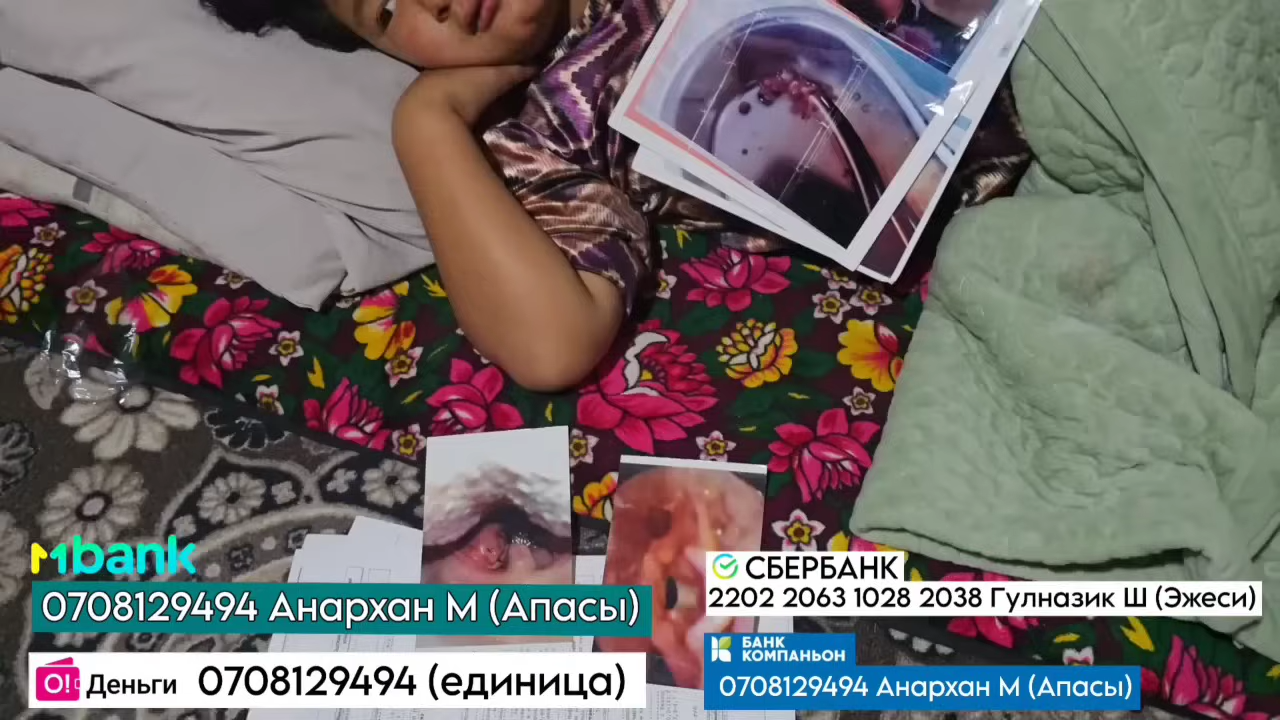 Mbank
0708129494 Анархан М (Апасы)
О! Деньги 0708129494 (единица)
СБЕРБАНК
2202 2063 1028 2038 Гулназик Ш (Эжеси)
БАНК
КОМПАНЬОН
0708129494 Анархан М (Апасы)